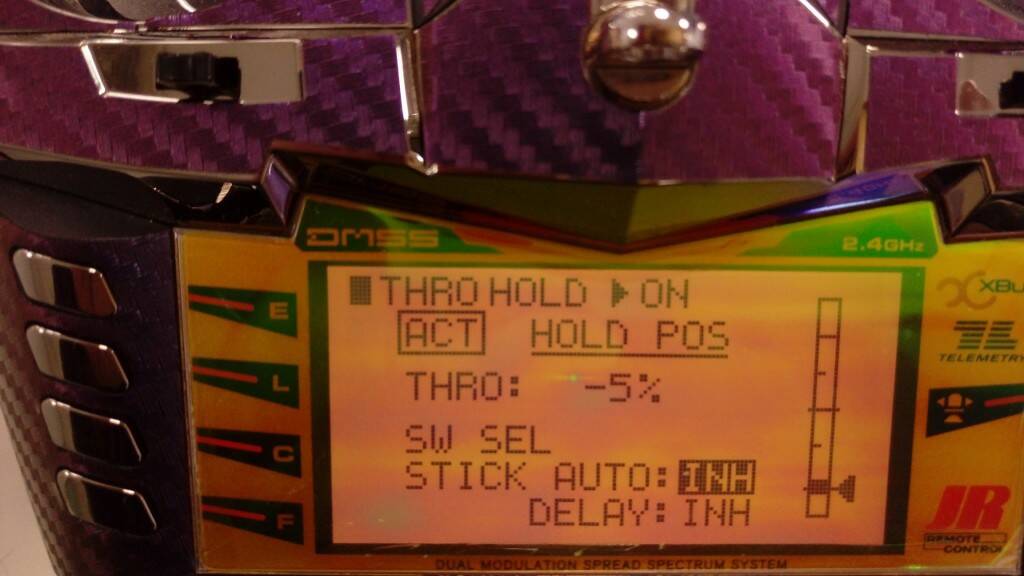 DMSS 2.4GHz
THRO HOLD ▶ON
ACT HOLD POS
THRO: -5%
SW SEL
STICK AUTO: INH
DELAY: INH
E
L
C
F
XBU
TELEMETRY
JR
REMOTE
CONTROL
DUAL MODULATION SPREAD SPECTRUM SYSTEM